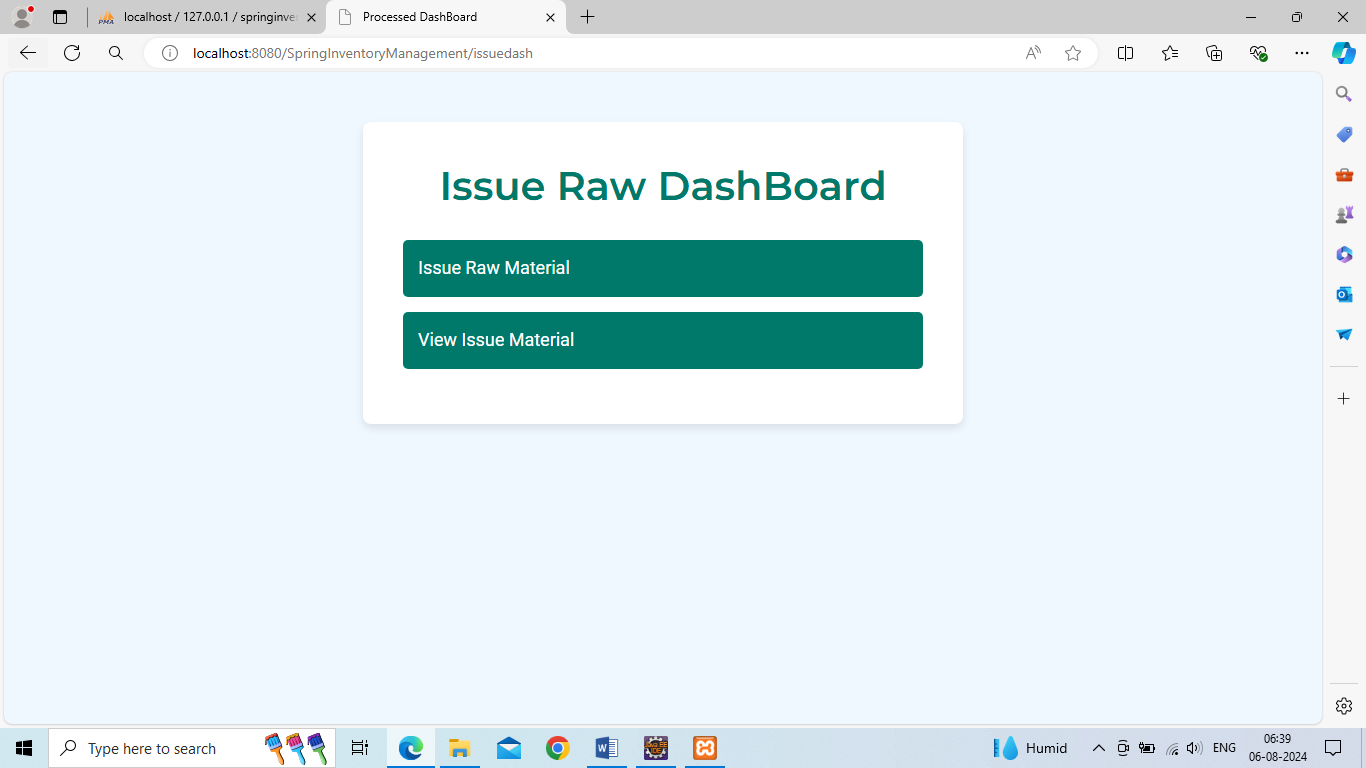 PMA
localhost / 127.0.0.1 / springinve
Processed DashBoard
localhost:8080/SpringInventoryManagement/issuedash
Issue Raw DashBoard
Issue Raw Material
View Issue Material
Type here to search
Humid
ENG
06:39
06-08-2024